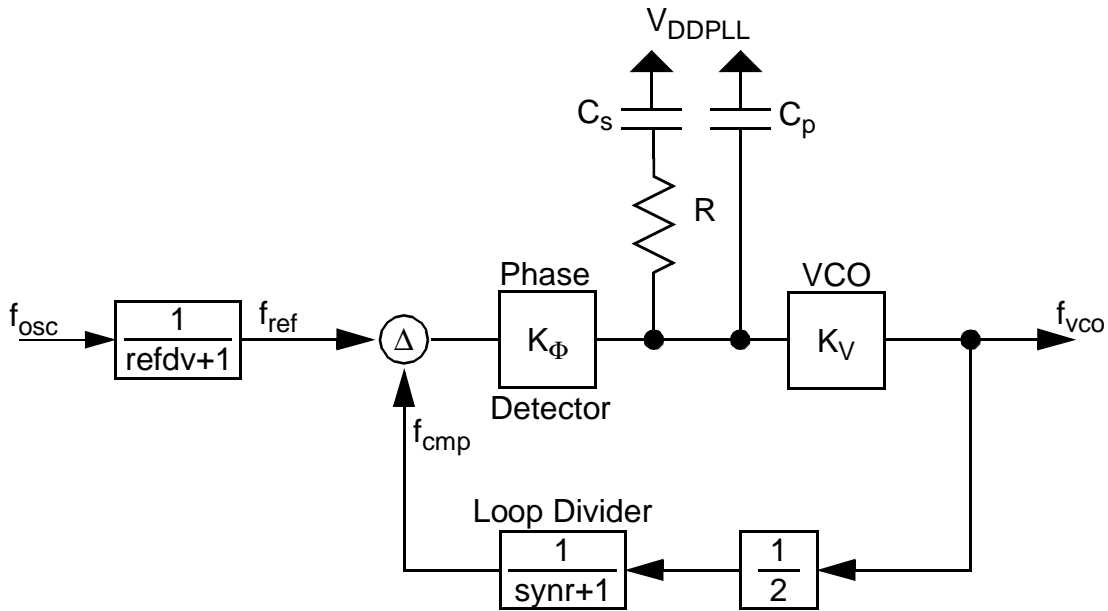 V_DDPLL
C_s
C_p
R
Phase
VCO
f_osc
1
refdv+1
f_ref
Δ
K_Φ
K_V
f_vco
Detector
f_cmp
Loop Divider
1
synr+1
1
2